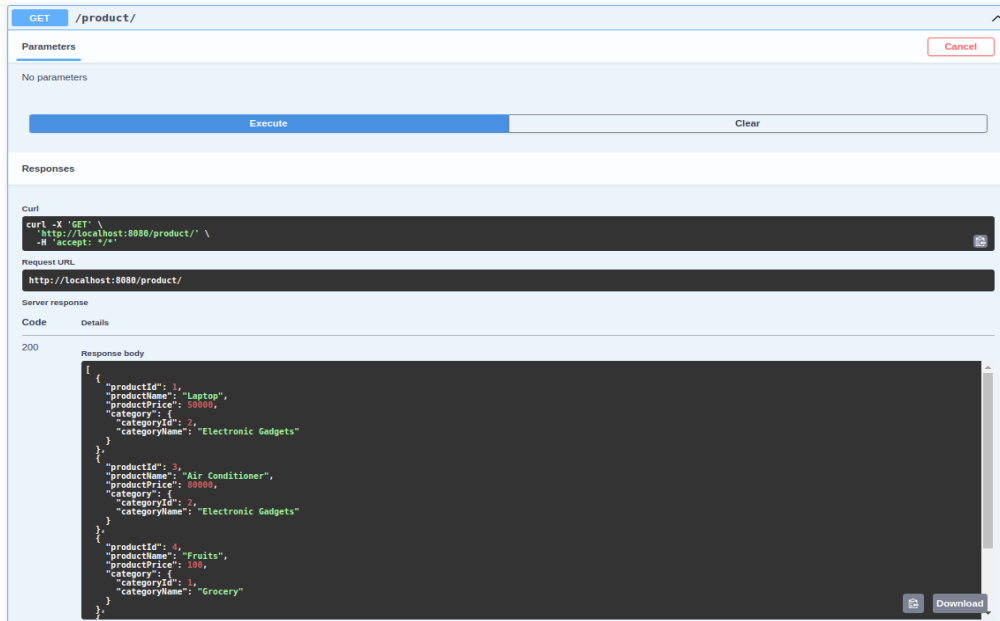 GET /product/
Parameters
Cancel
No parameters
Execute
Clear
Responses
Curl
curl -X 'GET' \
  'http://localhost:8080/product/' \
  -H 'accept: */*'
Request URL
http://localhost:8080/product/
Server response
Code Details
200
Response body
[
  {
    "productId": 1,
    "productName": "Laptop",
    "productPrice": 50000,
    "category": {
      "categoryId": 2,
      "categoryName": "Electronic Gadgets"
    }
  },
  {
    "productId": 3,
    "productName": "Air Conditioner",
    "productPrice": 80000,
    "category": {
      "categoryId": 2,
      "categoryName": "Electronic Gadgets"
    }
  },
  {
    "productId": 4,
    "productName": "Fruits",
    "productPrice": 100,
    "category": {
      "categoryId": 1,
      "categoryName": "Grocery"
    }
  },
  {
Download